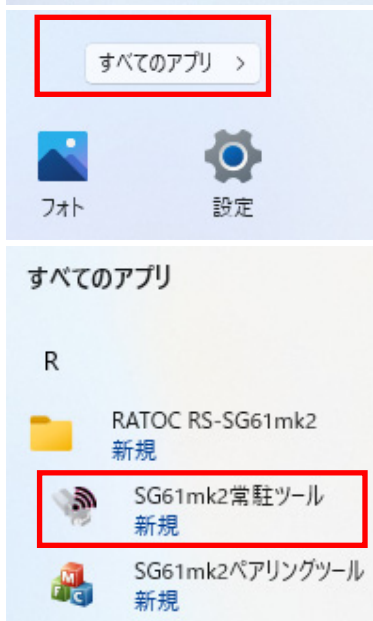 すべてのアプリ >
フォト 設定
すべてのアプリ
R
RATOC RS-SG61mk2
新規
SG61mk2常駐ツール
新規
SG61mk2ペアリングツール
新規